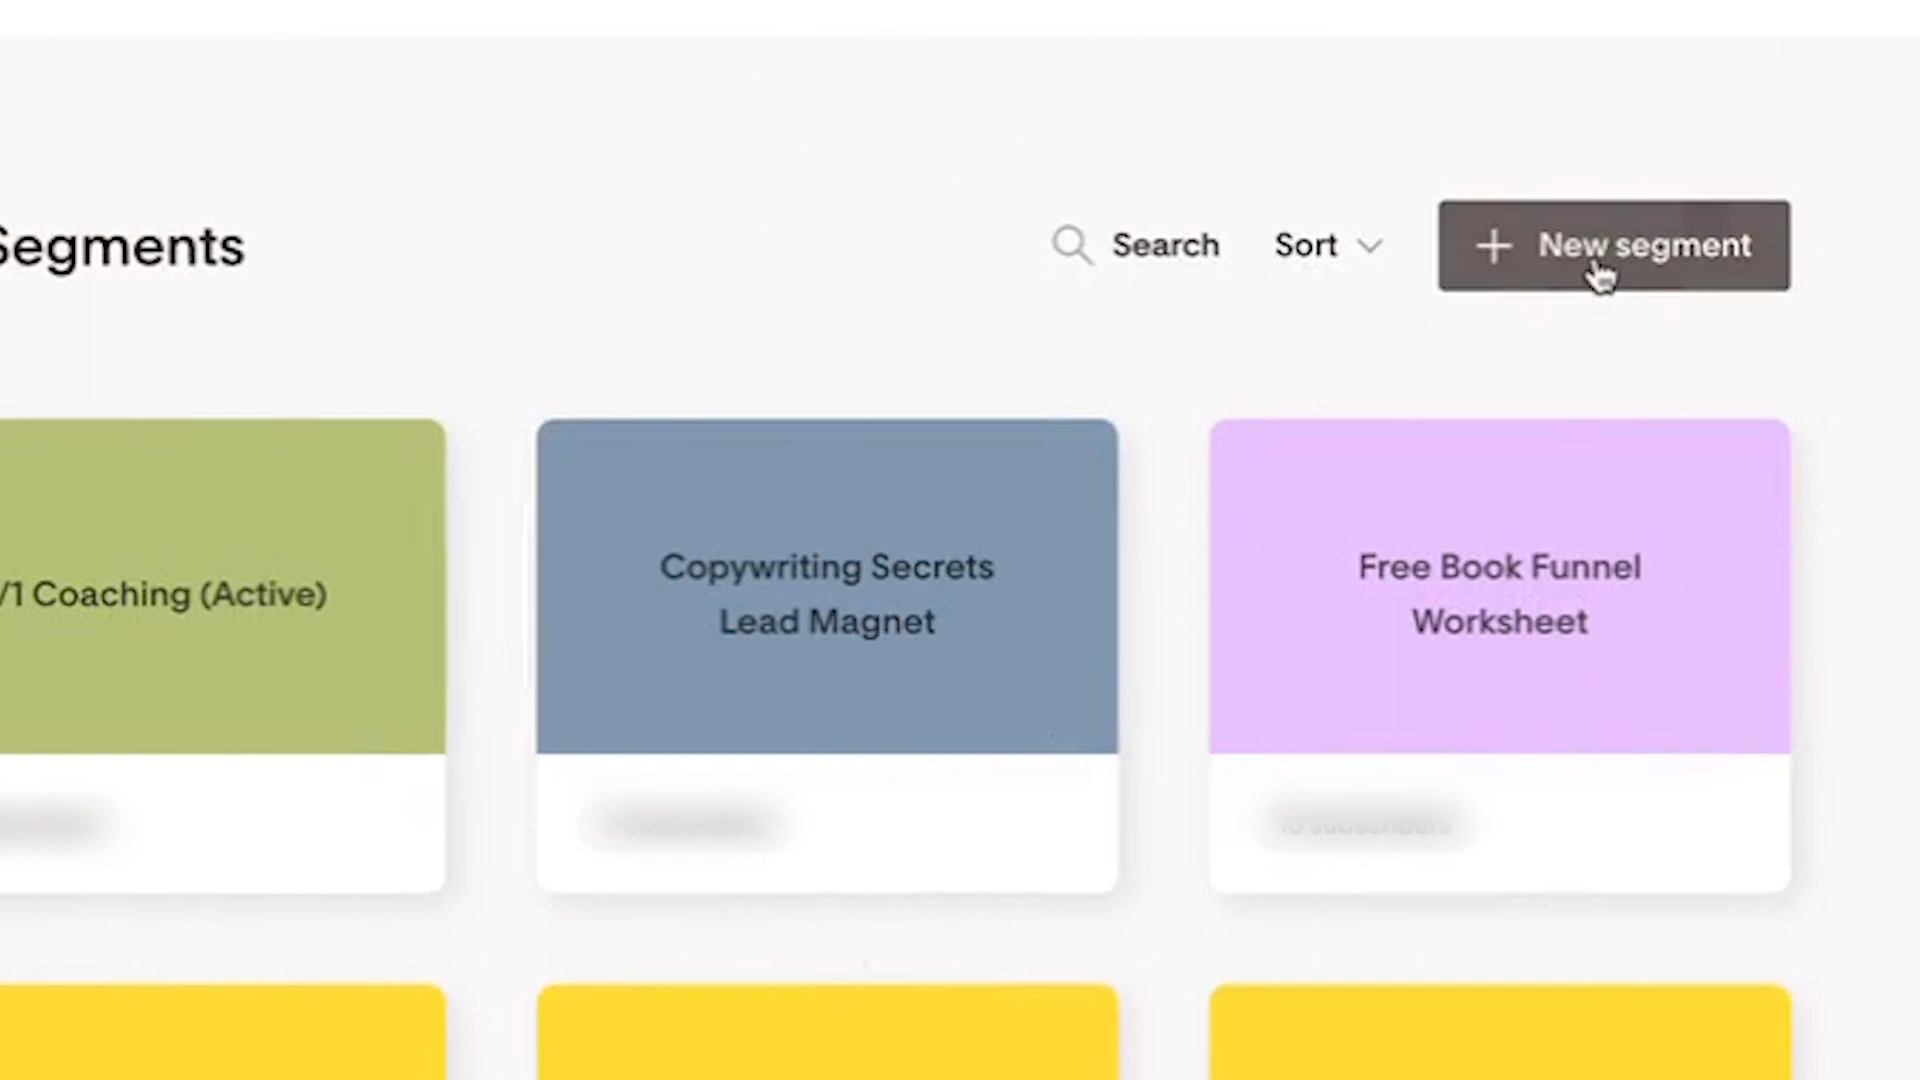 Segments
Search
Sort
New segment
/1 Coaching (Active)
Copywriting Secrets
Lead Magnet
Free Book Funnel
Worksheet